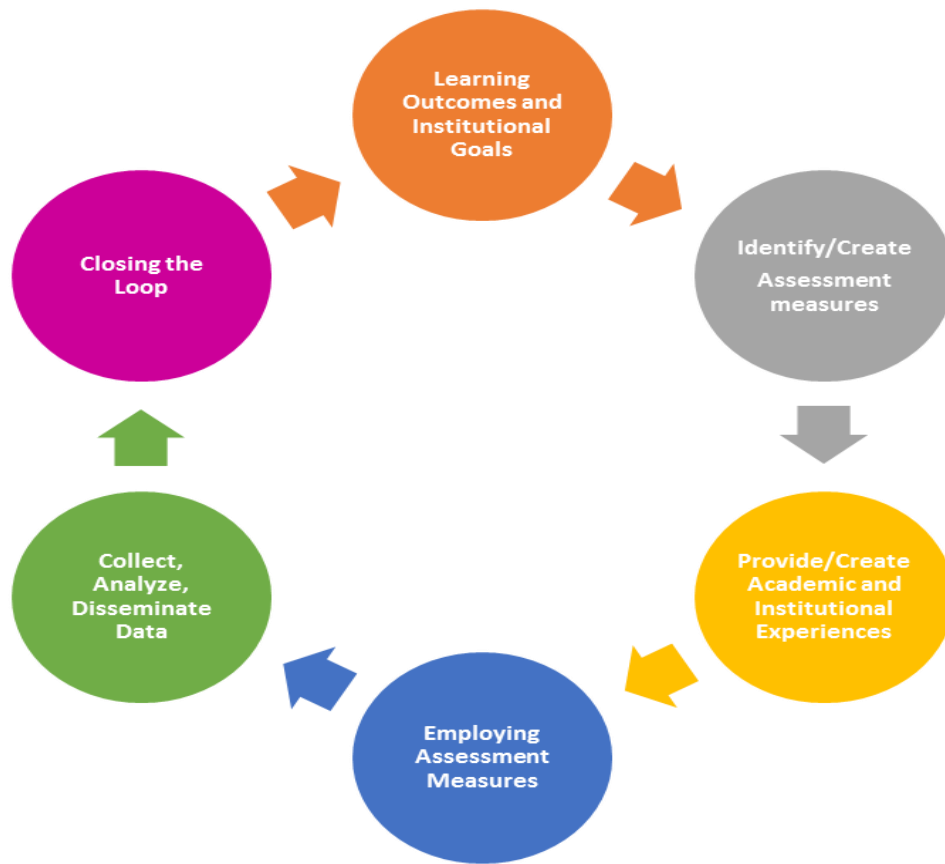 Learning
Outcomes and
Institutional
Goals
Identify/Create
Assessment
measures
Provide/Create
Academic and
Institutional
Experiences
Employing
Assessment
Measures
Collect,
Analyze,
Disseminate
Data
Closing the
Loop